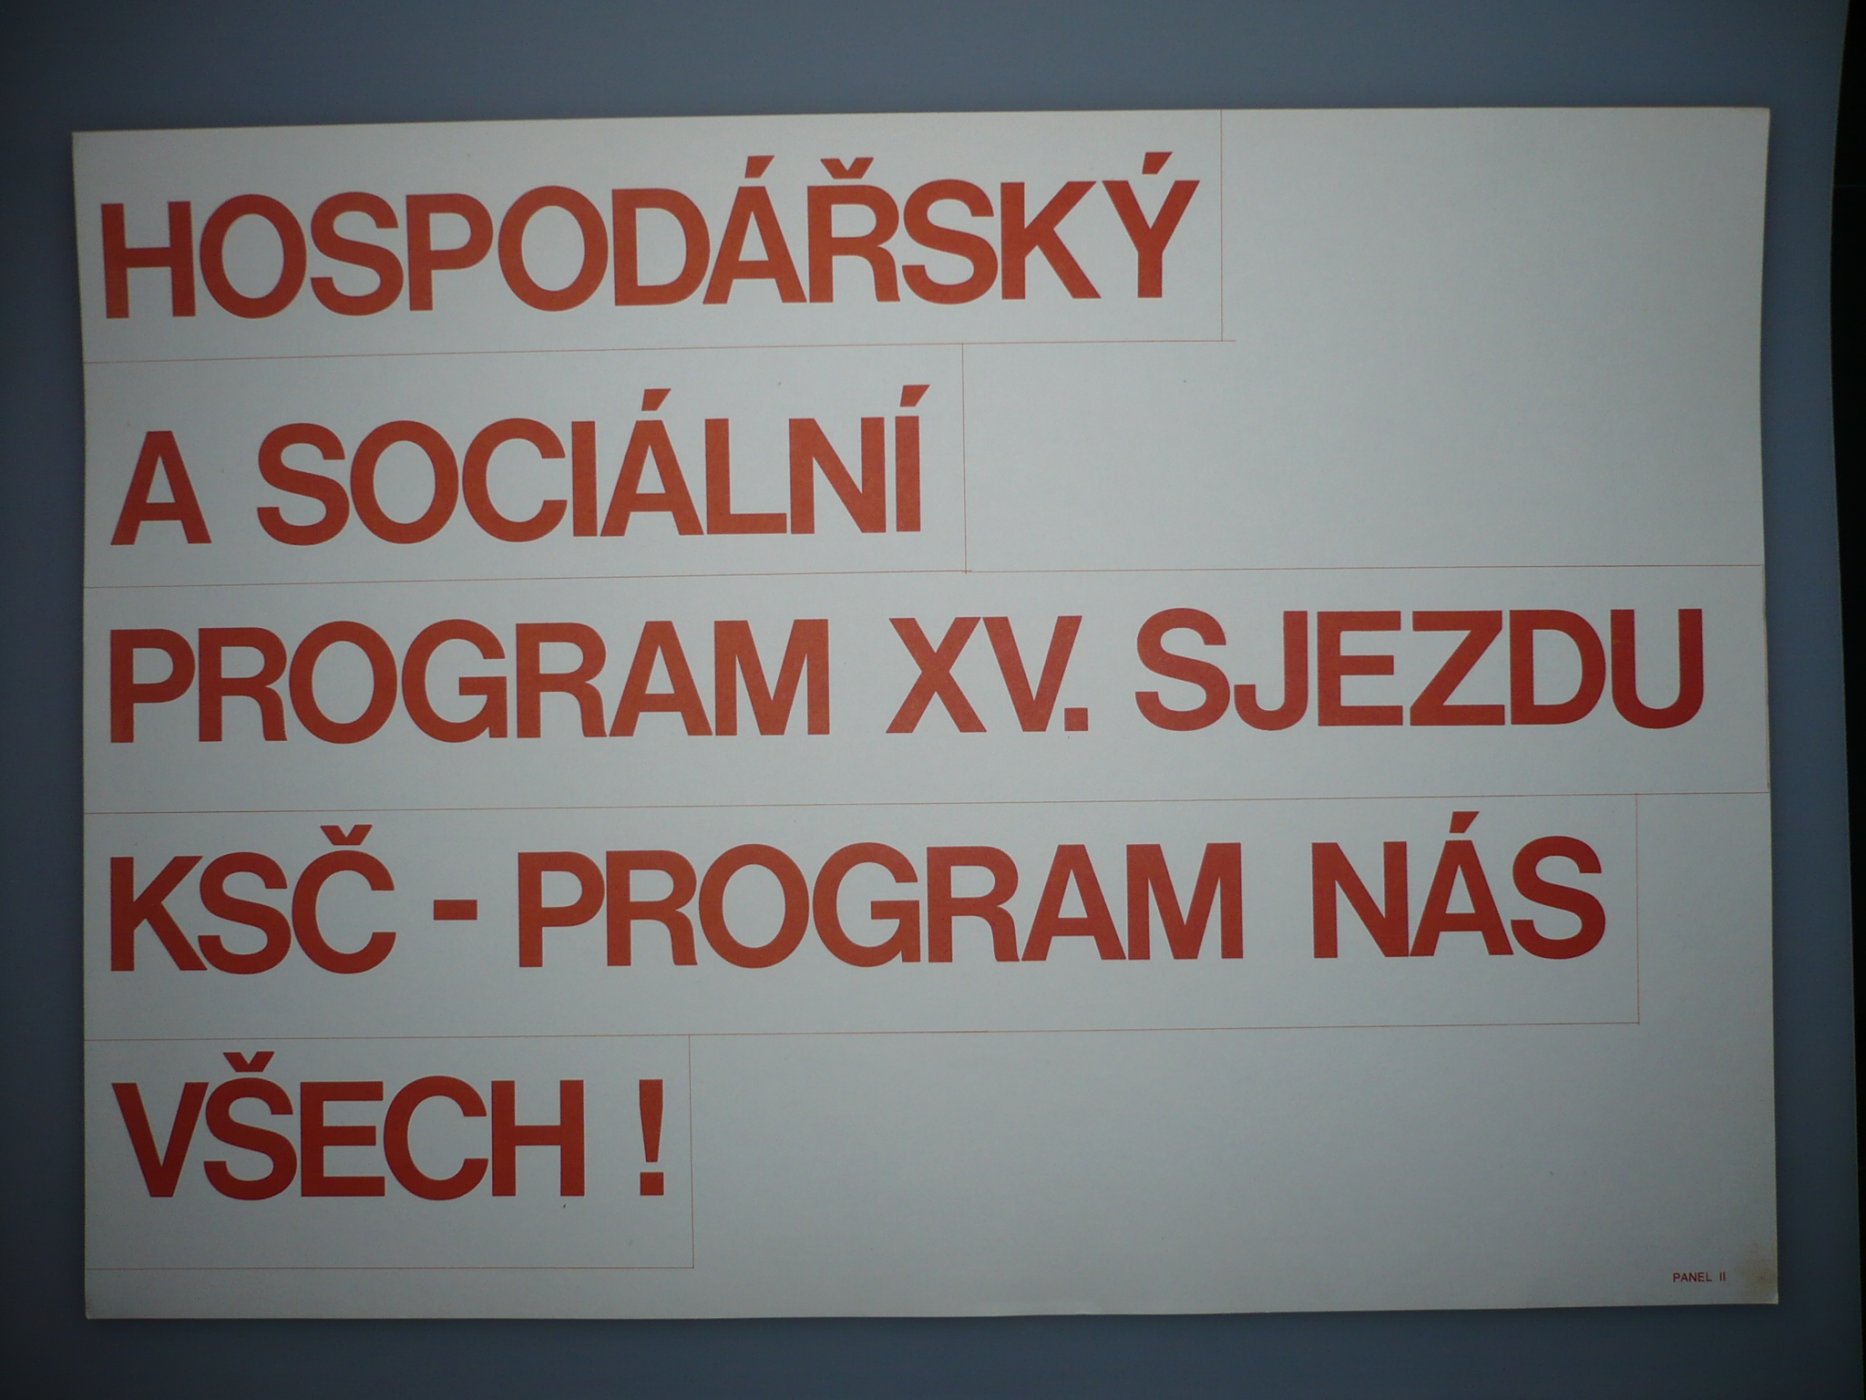 HOSPODÁŘSKÝ
A SOCIÁLNÍ
PROGRAM XV. SJEZDU
KSČ - PROGRAM NÁS
VŠECH !
PANEL II